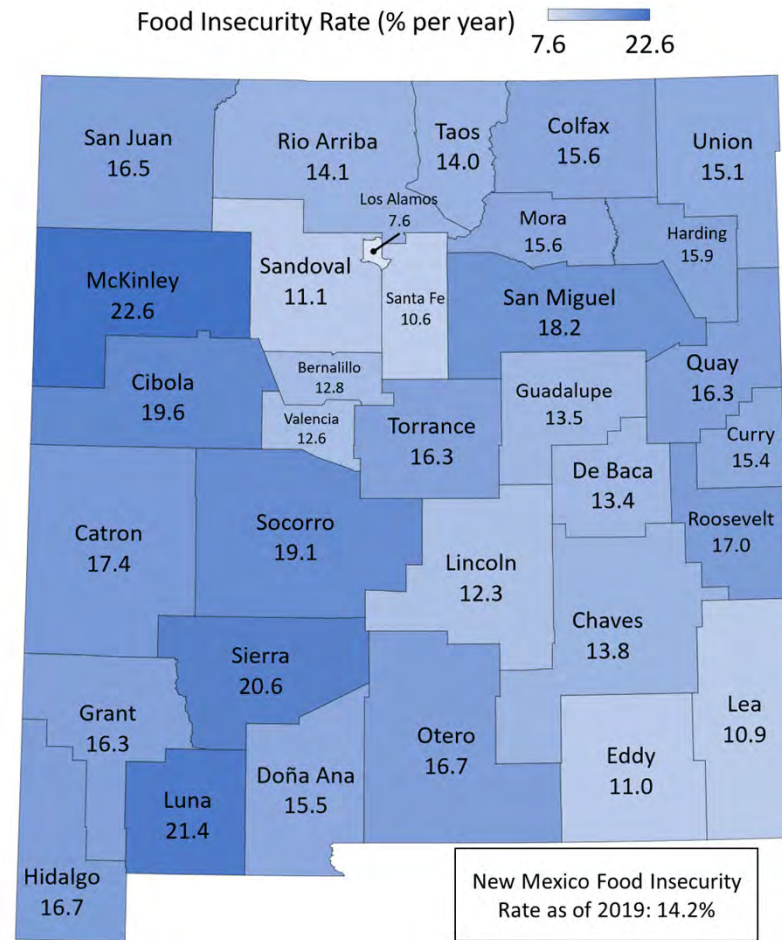 Food Insecurity Rate (% per year)
7.6 22.6
San Juan
16.5
Rio Arriba
14.1
Taos
14.0
Colfax
15.6
Union
15.1
Los Alamos
7.6
Mora
15.6
Harding
15.9
McKinley
22.6
Sandoval
11.1
Santa Fe
10.6
San Miguel
18.2
Quay
16.3
Cibola
19.6
Bernalillo
12.8
Valencia
12.6
Torrance
16.3
Guadalupe
13.5
Curry
15.4
De Baca
13.4
Roosevelt
17.0
Catron
17.4
Socorro
19.1
Lincoln
12.3
Chaves
13.8
Sierra
20.6
Grant
16.3
Otero
16.7
Lea
10.9
Eddy
11.0
Luna
21.4
Doña Ana
15.5
Hidalgo
16.7
New Mexico Food Insecurity
Rate as of 2019: 14.2%